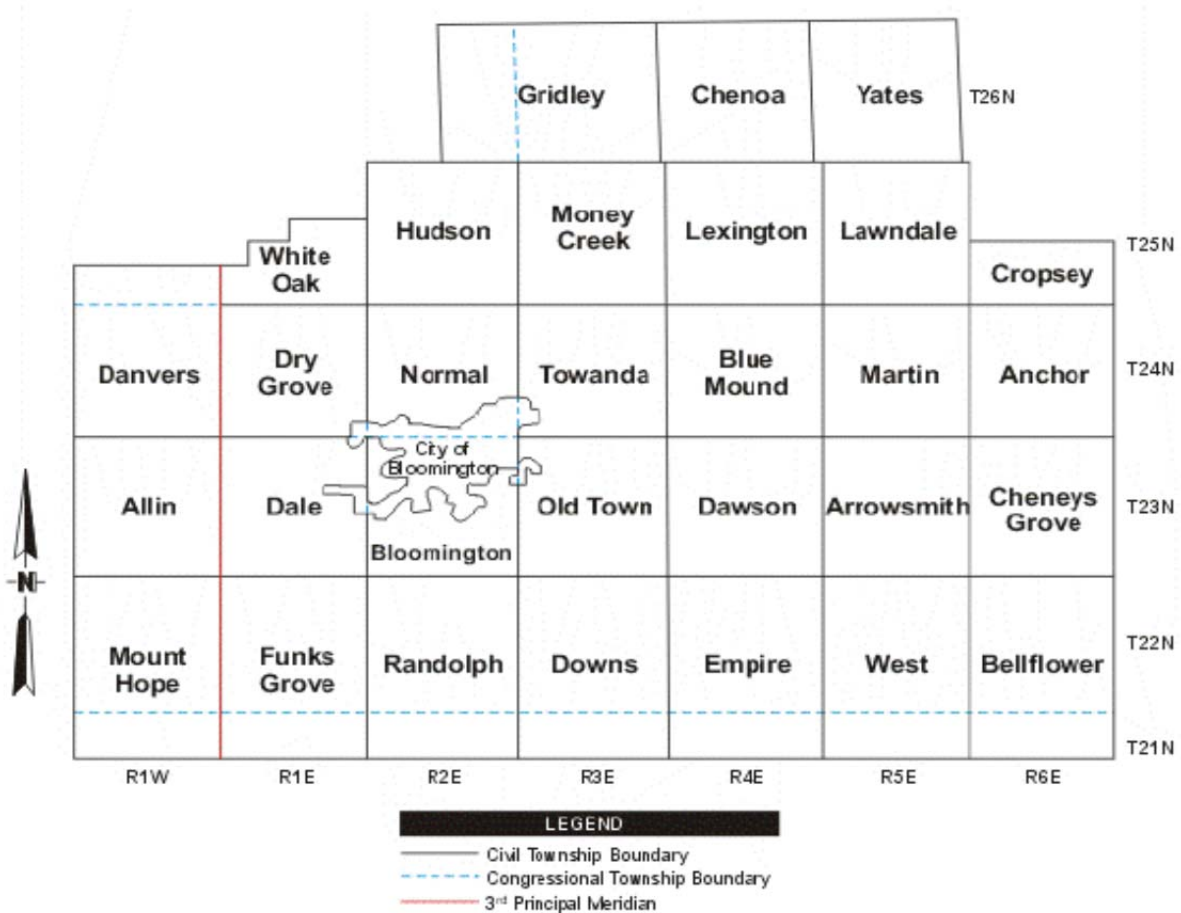 Gridley
Chenoa
Yates
T26N
Hudson
Money
Creek
Lexington
Lawndale
T25N
White
Oak
Cropsey
Danvers
Dry
Grove
Normal
Towanda
Blue
Mound
Martin
Anchor
T24N
City of
Bloomington
Allin
Dale
Old Town
Dawson
Arrowsmith
Cheneys
Grove
T23N
Bloomington
N
Mount
Hope
Funks
Grove
Randolph
Downs
Empire
West
Bellflower
T22N
T21N
R1W
R1E
R2E
R3E
R4E
R5E
R6E
LEGEND
Civil Township Boundary
Congressional Township Boundary
3rd Principal Meridian